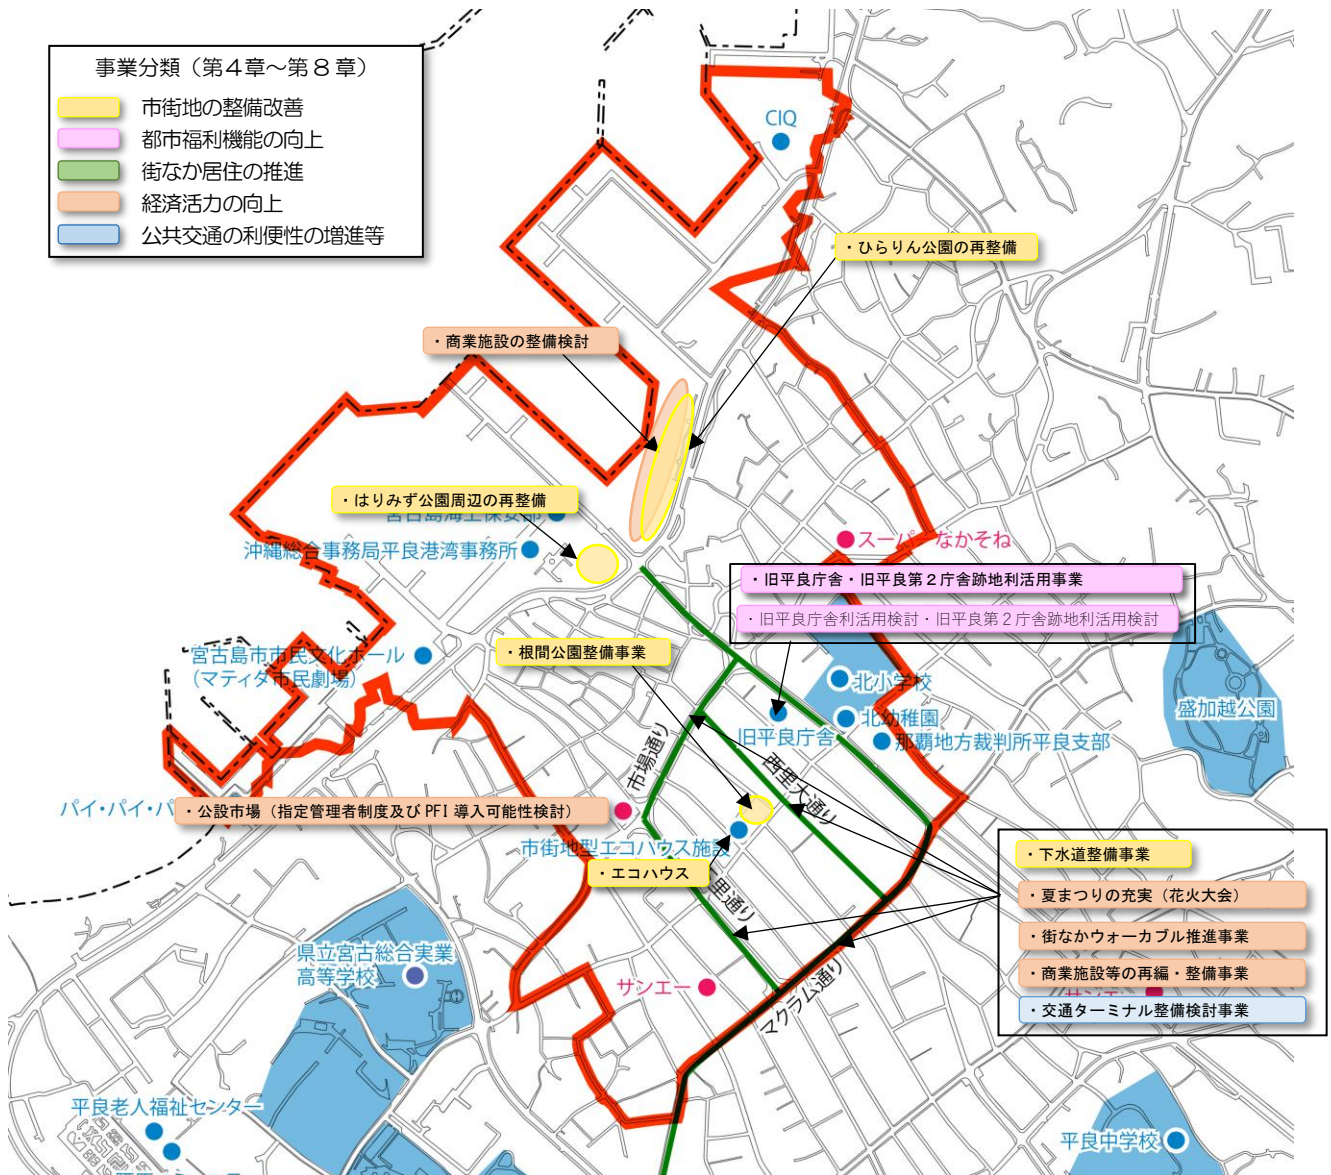 事業分類（第４章～第８章）
市街地の整備改善
都市福利機能の向上
街なか居住の推進
経済活力の向上
公共交通の利便性の増進等
CIQ
・ひらりん公園の再整備
・商業施設の整備検討
・はりみず公園周辺の再整備
沖縄総合事務局平良港湾事務所
スーパーなかそね
・旧平良庁舎・旧平良第２庁舎跡地利活用事業
・旧平良庁舎利活用検討・旧平良第２庁舎跡地利活用検討
・根間公園整備事業
宮古島市市民文化ホール
（マティダ市民劇場）
北小学校
北幼稚園
旧平良庁舎
那覇地方裁判所平良支部
盛加越公園
市場通り
西里大通り
パイ・パイ・パ
・公設市場（指定管理者制度及び PFI 導入可能性検討）
市街地型エコハウス施設
・エコハウス
里通り
・下水道整備事業
・夏まつりの充実（花火大会）
・街なかウォーカブル推進事業
・商業施設等の再編・整備事業
・交通ターミナル整備検討事業
県立宮古総合実業
高等学校
サンエー
マクラム通り
平良老人福祉センター
平良中学校